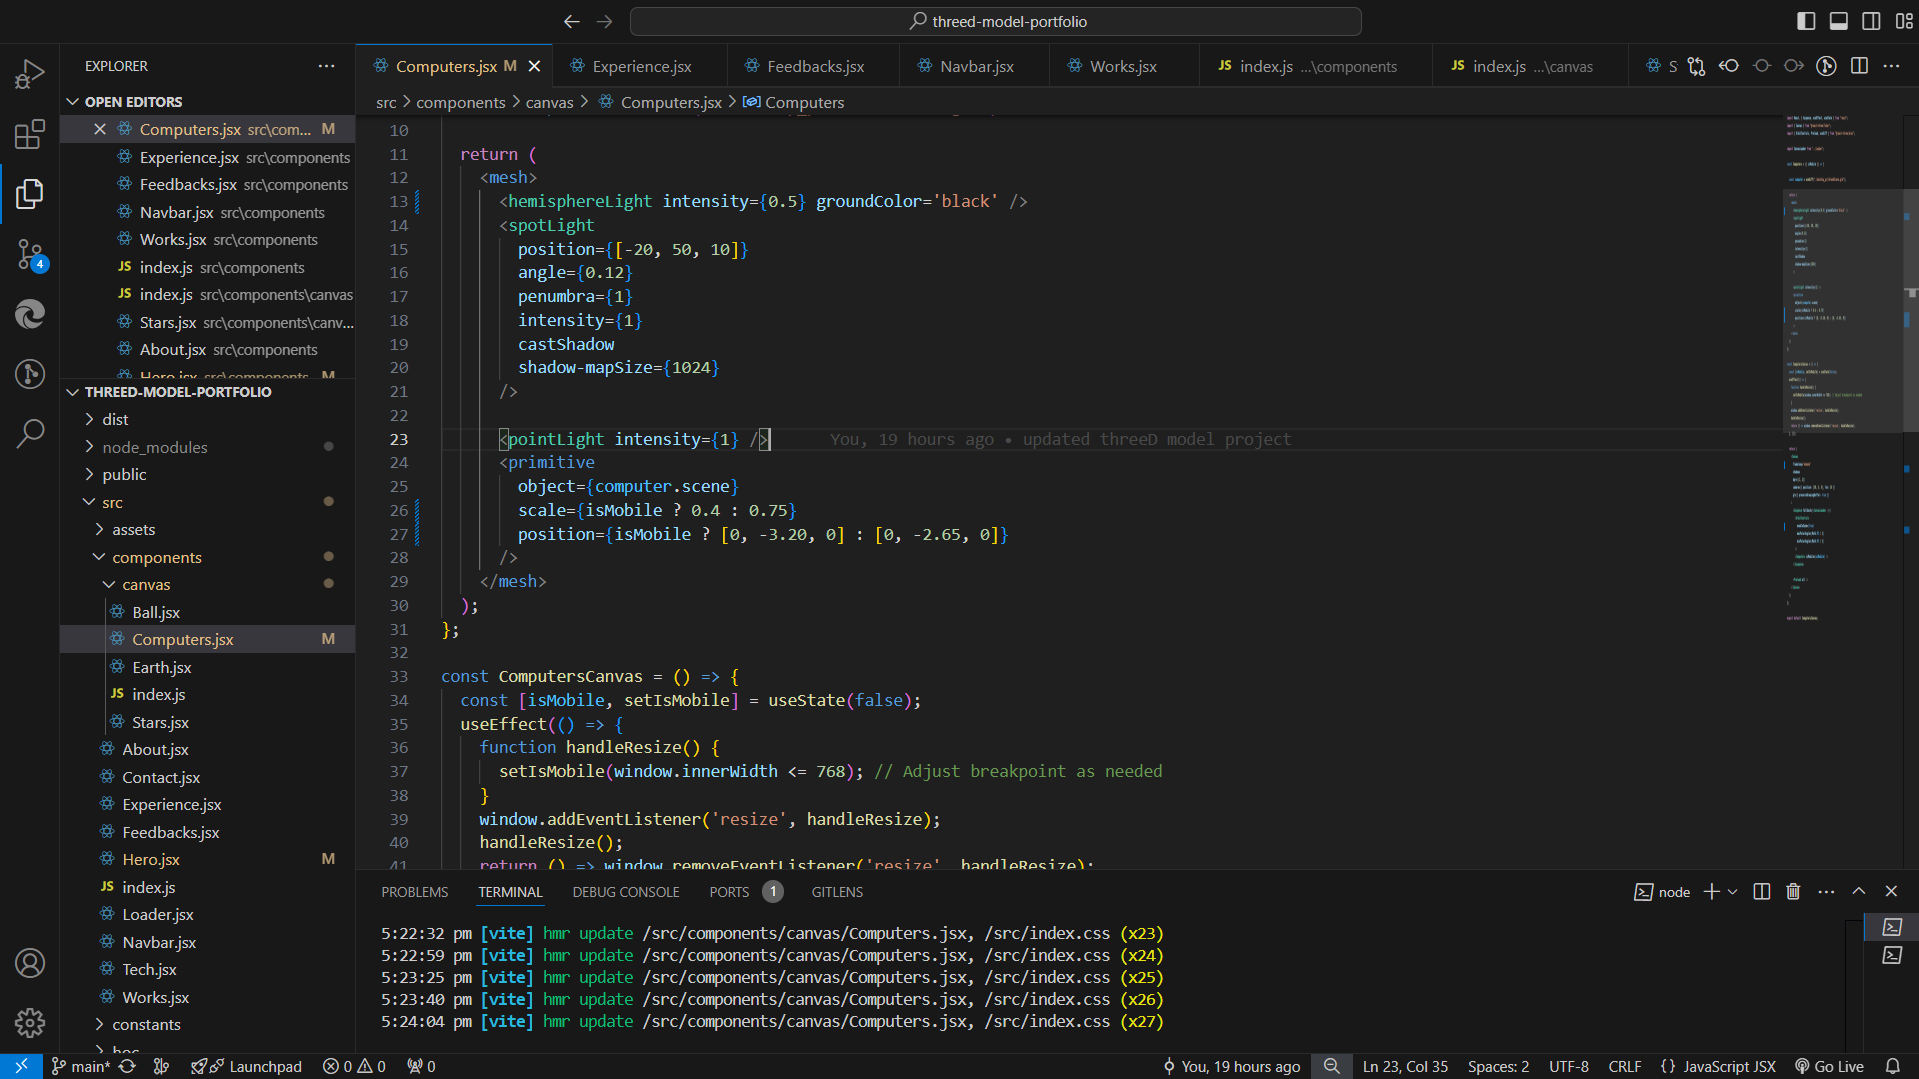 threed-model-portfolio
EXPLORER
OPEN EDITORS
Computers.jsx src\com... M
Experience.jsx src\components
Feedbacks.jsx src\components
Navbar.jsx src\components
Works.jsx src\components
index.js src\components
index.js src\components\canvas
Stars.jsx src\components\canv...
About.jsx src\components
Hero.jsx src\components M
THREED-MODEL-PORTFOLIO
dist
node_modules
public
src
assets
components
canvas
Ball.jsx
Computers.jsx M
Earth.jsx
index.js
Stars.jsx
About.jsx
Contact.jsx
Experience.jsx
Feedbacks.jsx
Hero.jsx M
index.js
Loader.jsx
Navbar.jsx
Tech.jsx
Works.jsx
constants
hoc
4
Computers.jsx M Experience.jsx Feedbacks.jsx Navbar.jsx Works.jsx JS index.js ...\components JS index.js ...\canvas S
src > components > canvas > Computers.jsx > Computers
10
11 return (
12 <mesh>
13 <hemisphereLight intensity={0.5} groundColor='black' />
14 <spotLight
15 position={[-20, 50, 10]}
16 angle={0.12}
17 penumbra={1}
18 intensity={1}
19 castShadow
20 shadow-mapSize={1024}
21 />
22
23 <pointLight intensity={1} /> You, 19 hours ago • updated threeD model project
24 <primitive
25 object={computer.scene}
26 scale={isMobile ? 0.4 : 0.75}
27 position={isMobile ? [0, -3.20, 0] : [0, -2.65, 0]}
28 />
29 </mesh>
30 );
31 };
32
33 const ComputersCanvas = () => {
34 const [isMobile, setIsMobile] = useState(false);
35 useEffect(() => {
36 function handleResize() {
37 setIsMobile(window.innerWidth <= 768); // Adjust breakpoint as needed
38 }
39 window.addEventListener('resize', handleResize);
40 handleResize();
41 return () => window.removeEventListener('resize', handleResize);
PROBLEMS TERMINAL DEBUG CONSOLE PORTS 1 GITLENS node
5:22:32 pm [vite] hmr update /src/components/canvas/Computers.jsx, /src/index.css (x23)
5:22:59 pm [vite] hmr update /src/components/canvas/Computers.jsx, /src/index.css (x24)
5:23:25 pm [vite] hmr update /src/components/canvas/Computers.jsx, /src/index.css (x25)
5:23:40 pm [vite] hmr update /src/components/canvas/Computers.jsx, /src/index.css (x26)
5:24:04 pm [vite] hmr update /src/components/canvas/Computers.jsx, /src/index.css (x27)
main* Launchpad 0 0 0 You, 19 hours ago Ln 23, Col 35 Spaces: 2 UTF-8 CRLF {} JavaScript JSX Go Live